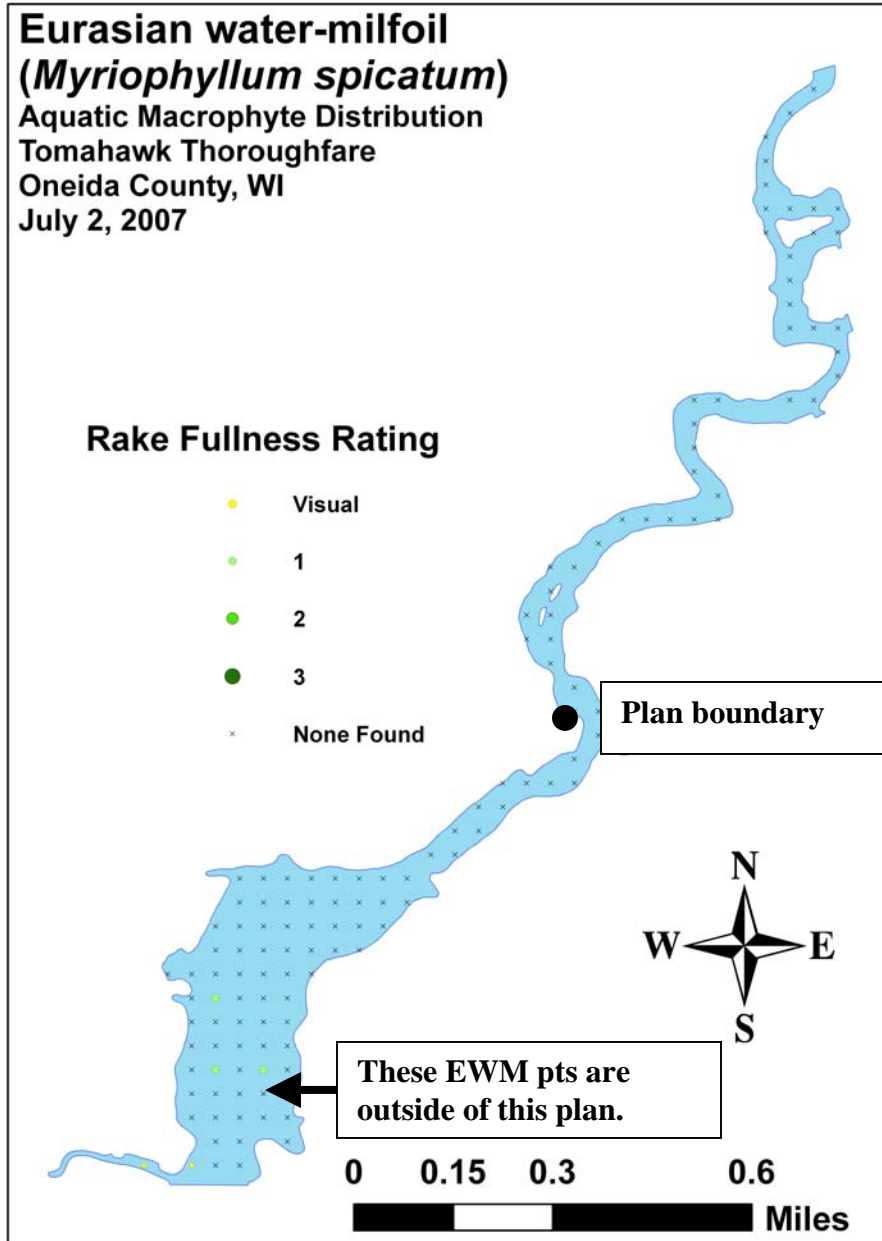 Eurasian water-milfoil
(Myriophyllum spicatum)
Aquatic Macrophyte Distribution
Tomahawk Thoroughfare
Oneida County, WI
July 2, 2007
Rake Fullness Rating
Visual
1
2
3
None Found
Plan boundary
N
W E
S
These EWM pts are
outside of this plan.
0 0.15 0.3 0.6
Miles